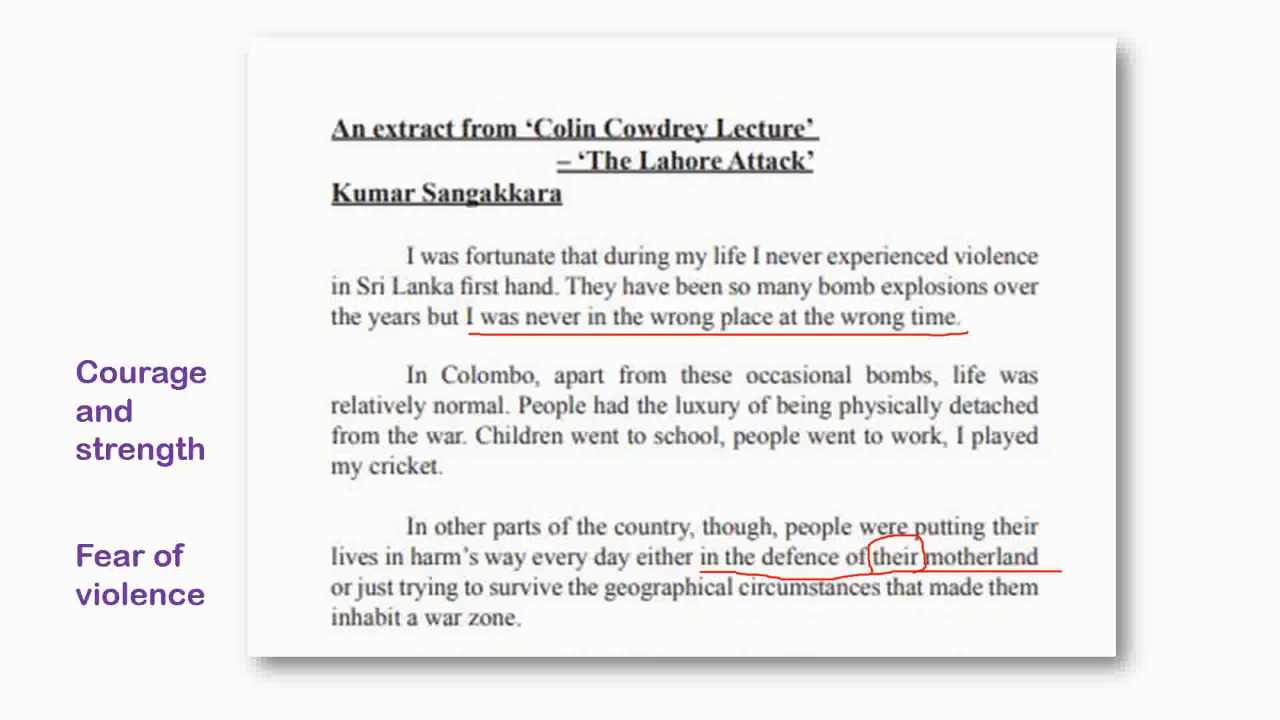 An extract from ‘Colin Cowdrey Lecture’
– ‘The Lahore Attack’
Kumar Sangakkara
I was fortunate that during my life I never experienced violence
in Sri Lanka first hand. They have been so many bomb explosions over
the years but I was never in the wrong place at the wrong time.
In Colombo, apart from these occasional bombs, life was
relatively normal. People had the luxury of being physically detached
from the war. Children went to school, people went to work, I played
my cricket.
In other parts of the country, though, people were putting their
lives in harm’s way every day either in the defence of their motherland
or just trying to survive the geographical circumstances that made them
inhabit a war zone.
Courage
and
strength
Fear of
violence